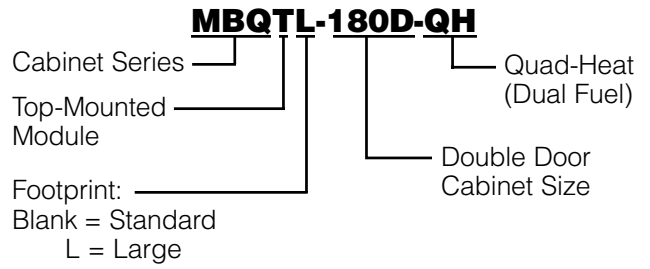 MBQTL-180D-QH
Cabinet Series
Top-Mounted
Module
Footprint:
Blank = Standard
L = Large
Quad-Heat
(Dual Fuel)
Double Door
Cabinet Size